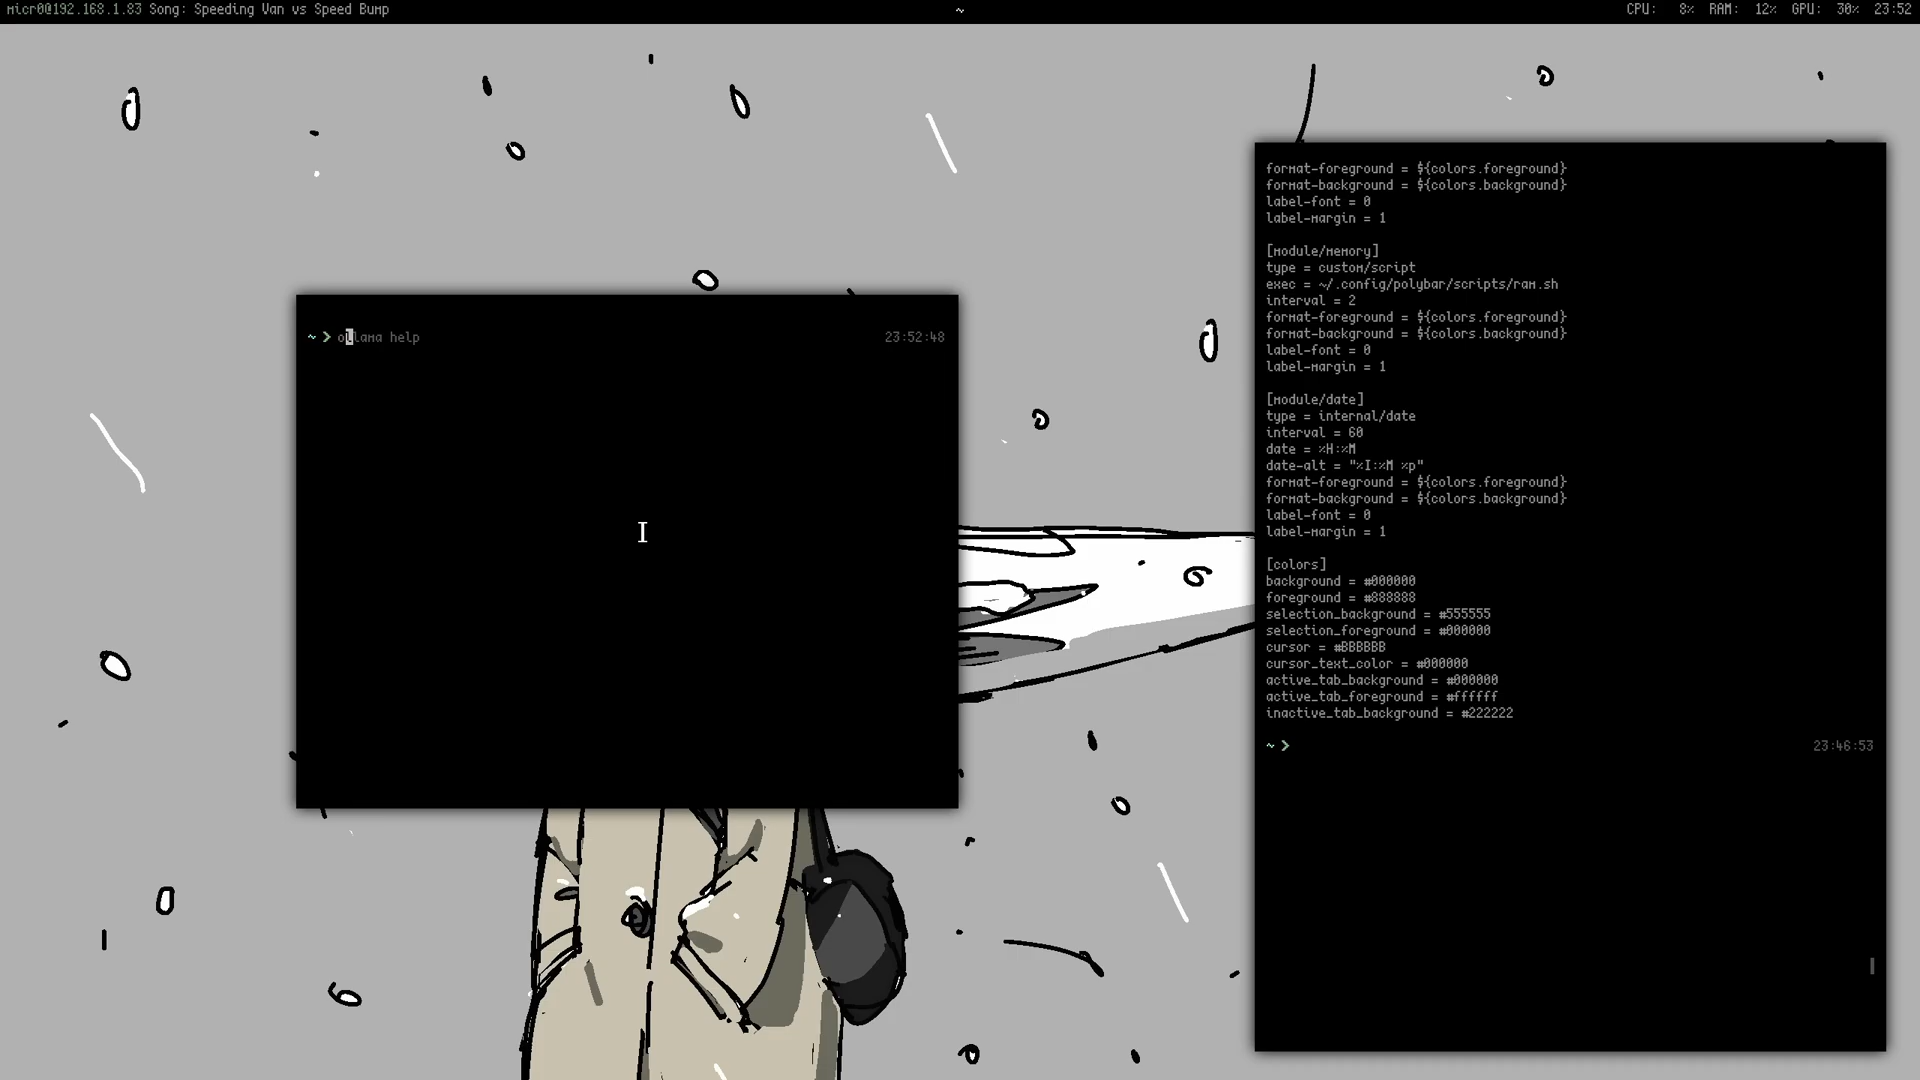 micr0@192.168.1.83 Song: Speeding Van vs Speed Bump
~
CPU: 8% RAM: 12% GPU: 30% 23:52
~ ❯ ollama help 23:52:48
format-foreground = ${colors.foreground}
format-background = ${colors.background}
label-font = 0
label-margin = 1
[module/memory]
type = custom/script
exec = ~/.config/polybar/scripts/ram.sh
interval = 2
format-foreground = ${colors.foreground}
format-background = ${colors.background}
label-font = 0
label-margin = 1
[module/date]
type = internal/date
interval = 60
date = %H:%M
date-alt = "%I:%M %p"
format-foreground = ${colors.foreground}
format-background = ${colors.background}
label-font = 0
label-margin = 1
[colors]
background = #000000
foreground = #888888
selection_background = #555555
selection_foreground = #000000
cursor = #BBBBBB
cursor_text_color = #000000
active_tab_background = #000000
active_tab_foreground = #ffffff
inactive_tab_background = #222222
~ ❯ 23:46:53